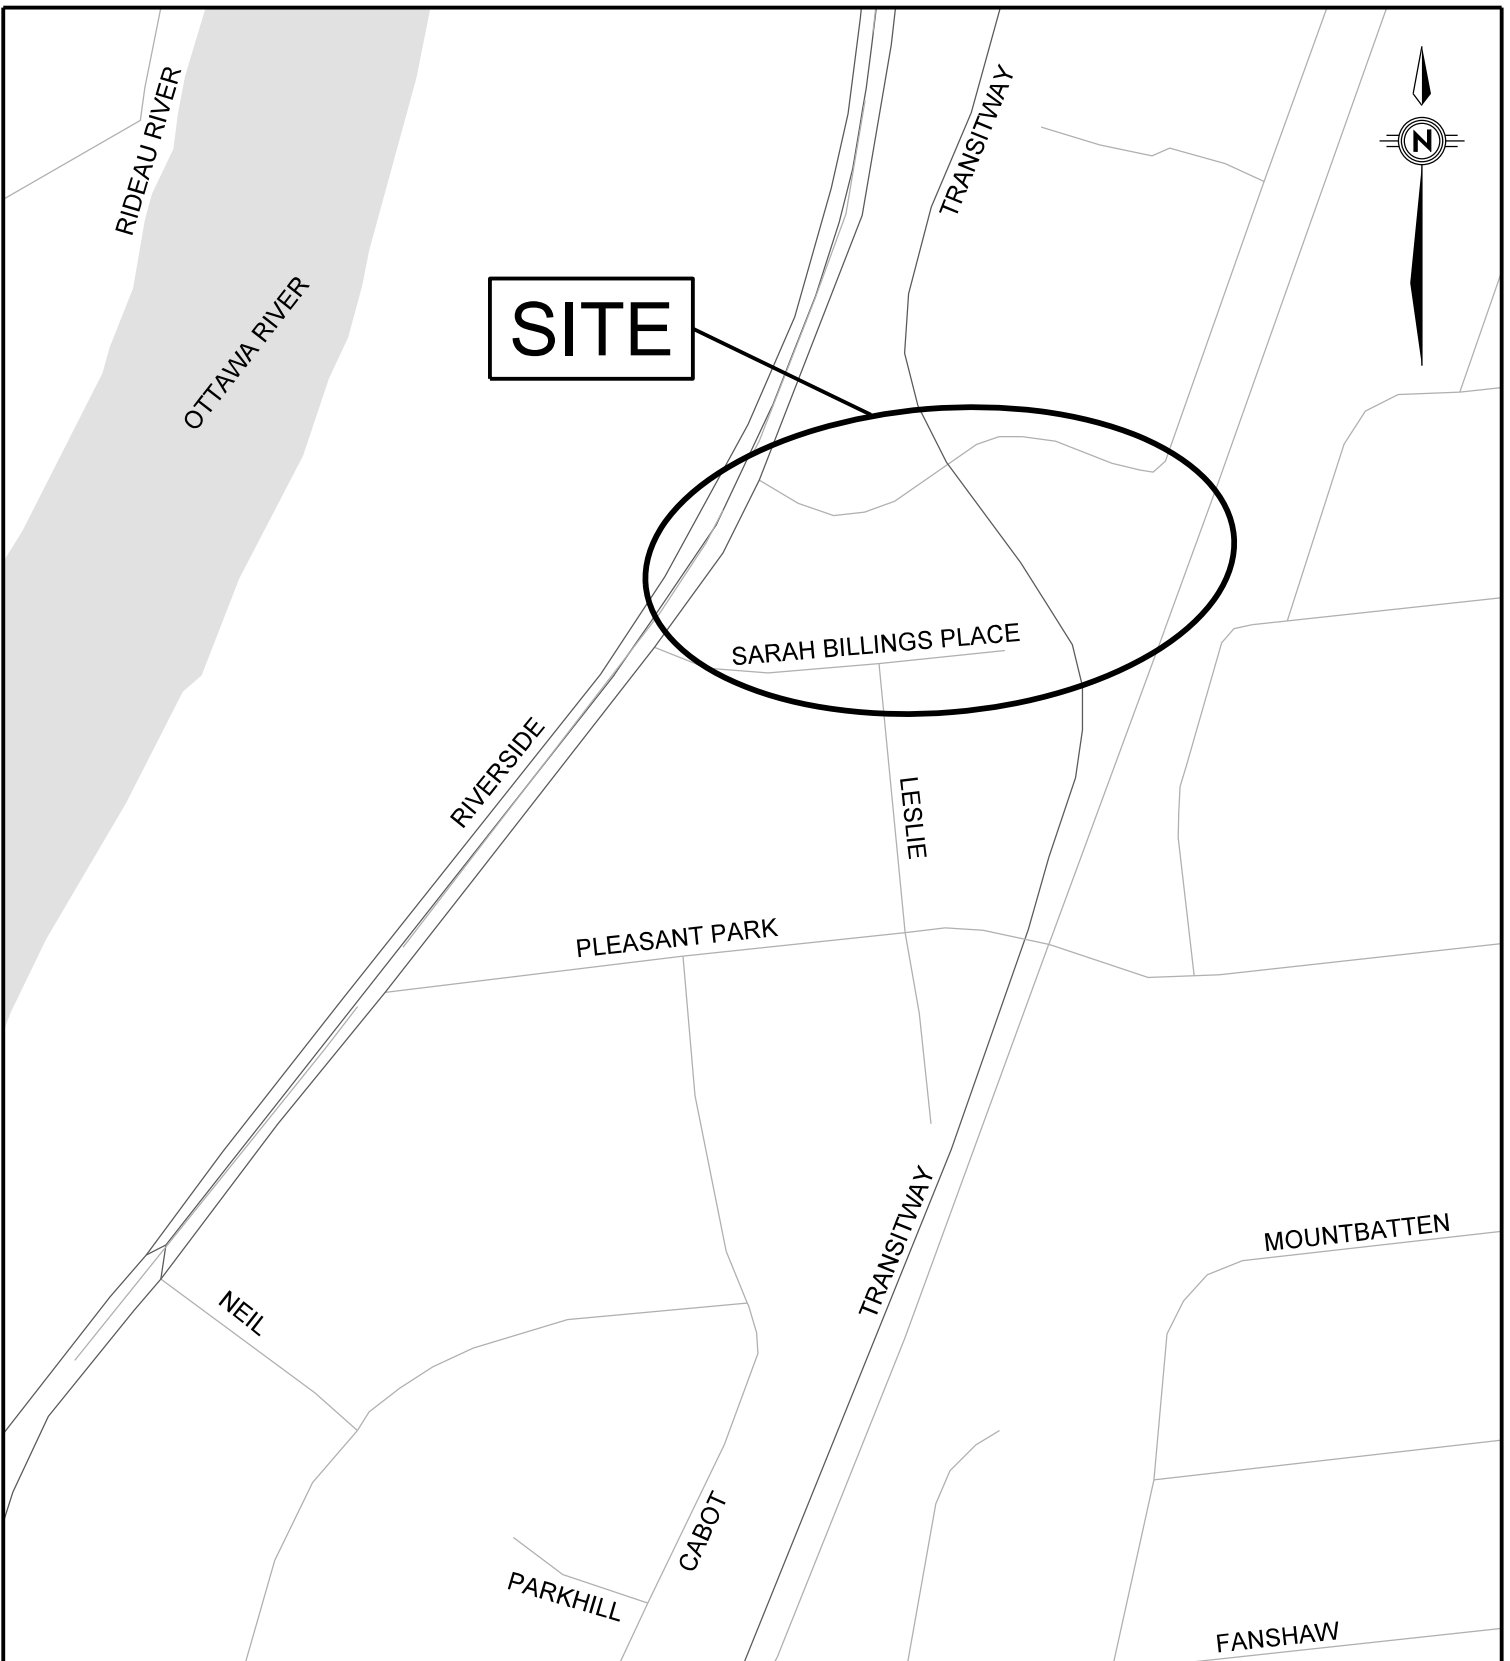 RIDEAU RIVER
TRANSITWAY
N
OTTAWA RIVER
SITE
SARAH BILLINGS PLACE
RIVERSIDE
LESLIE
PLEASANT PARK
TRANSITWAY
MOUNTBATTEN
NEIL
CABOT
PARKHILL
FANSHAW